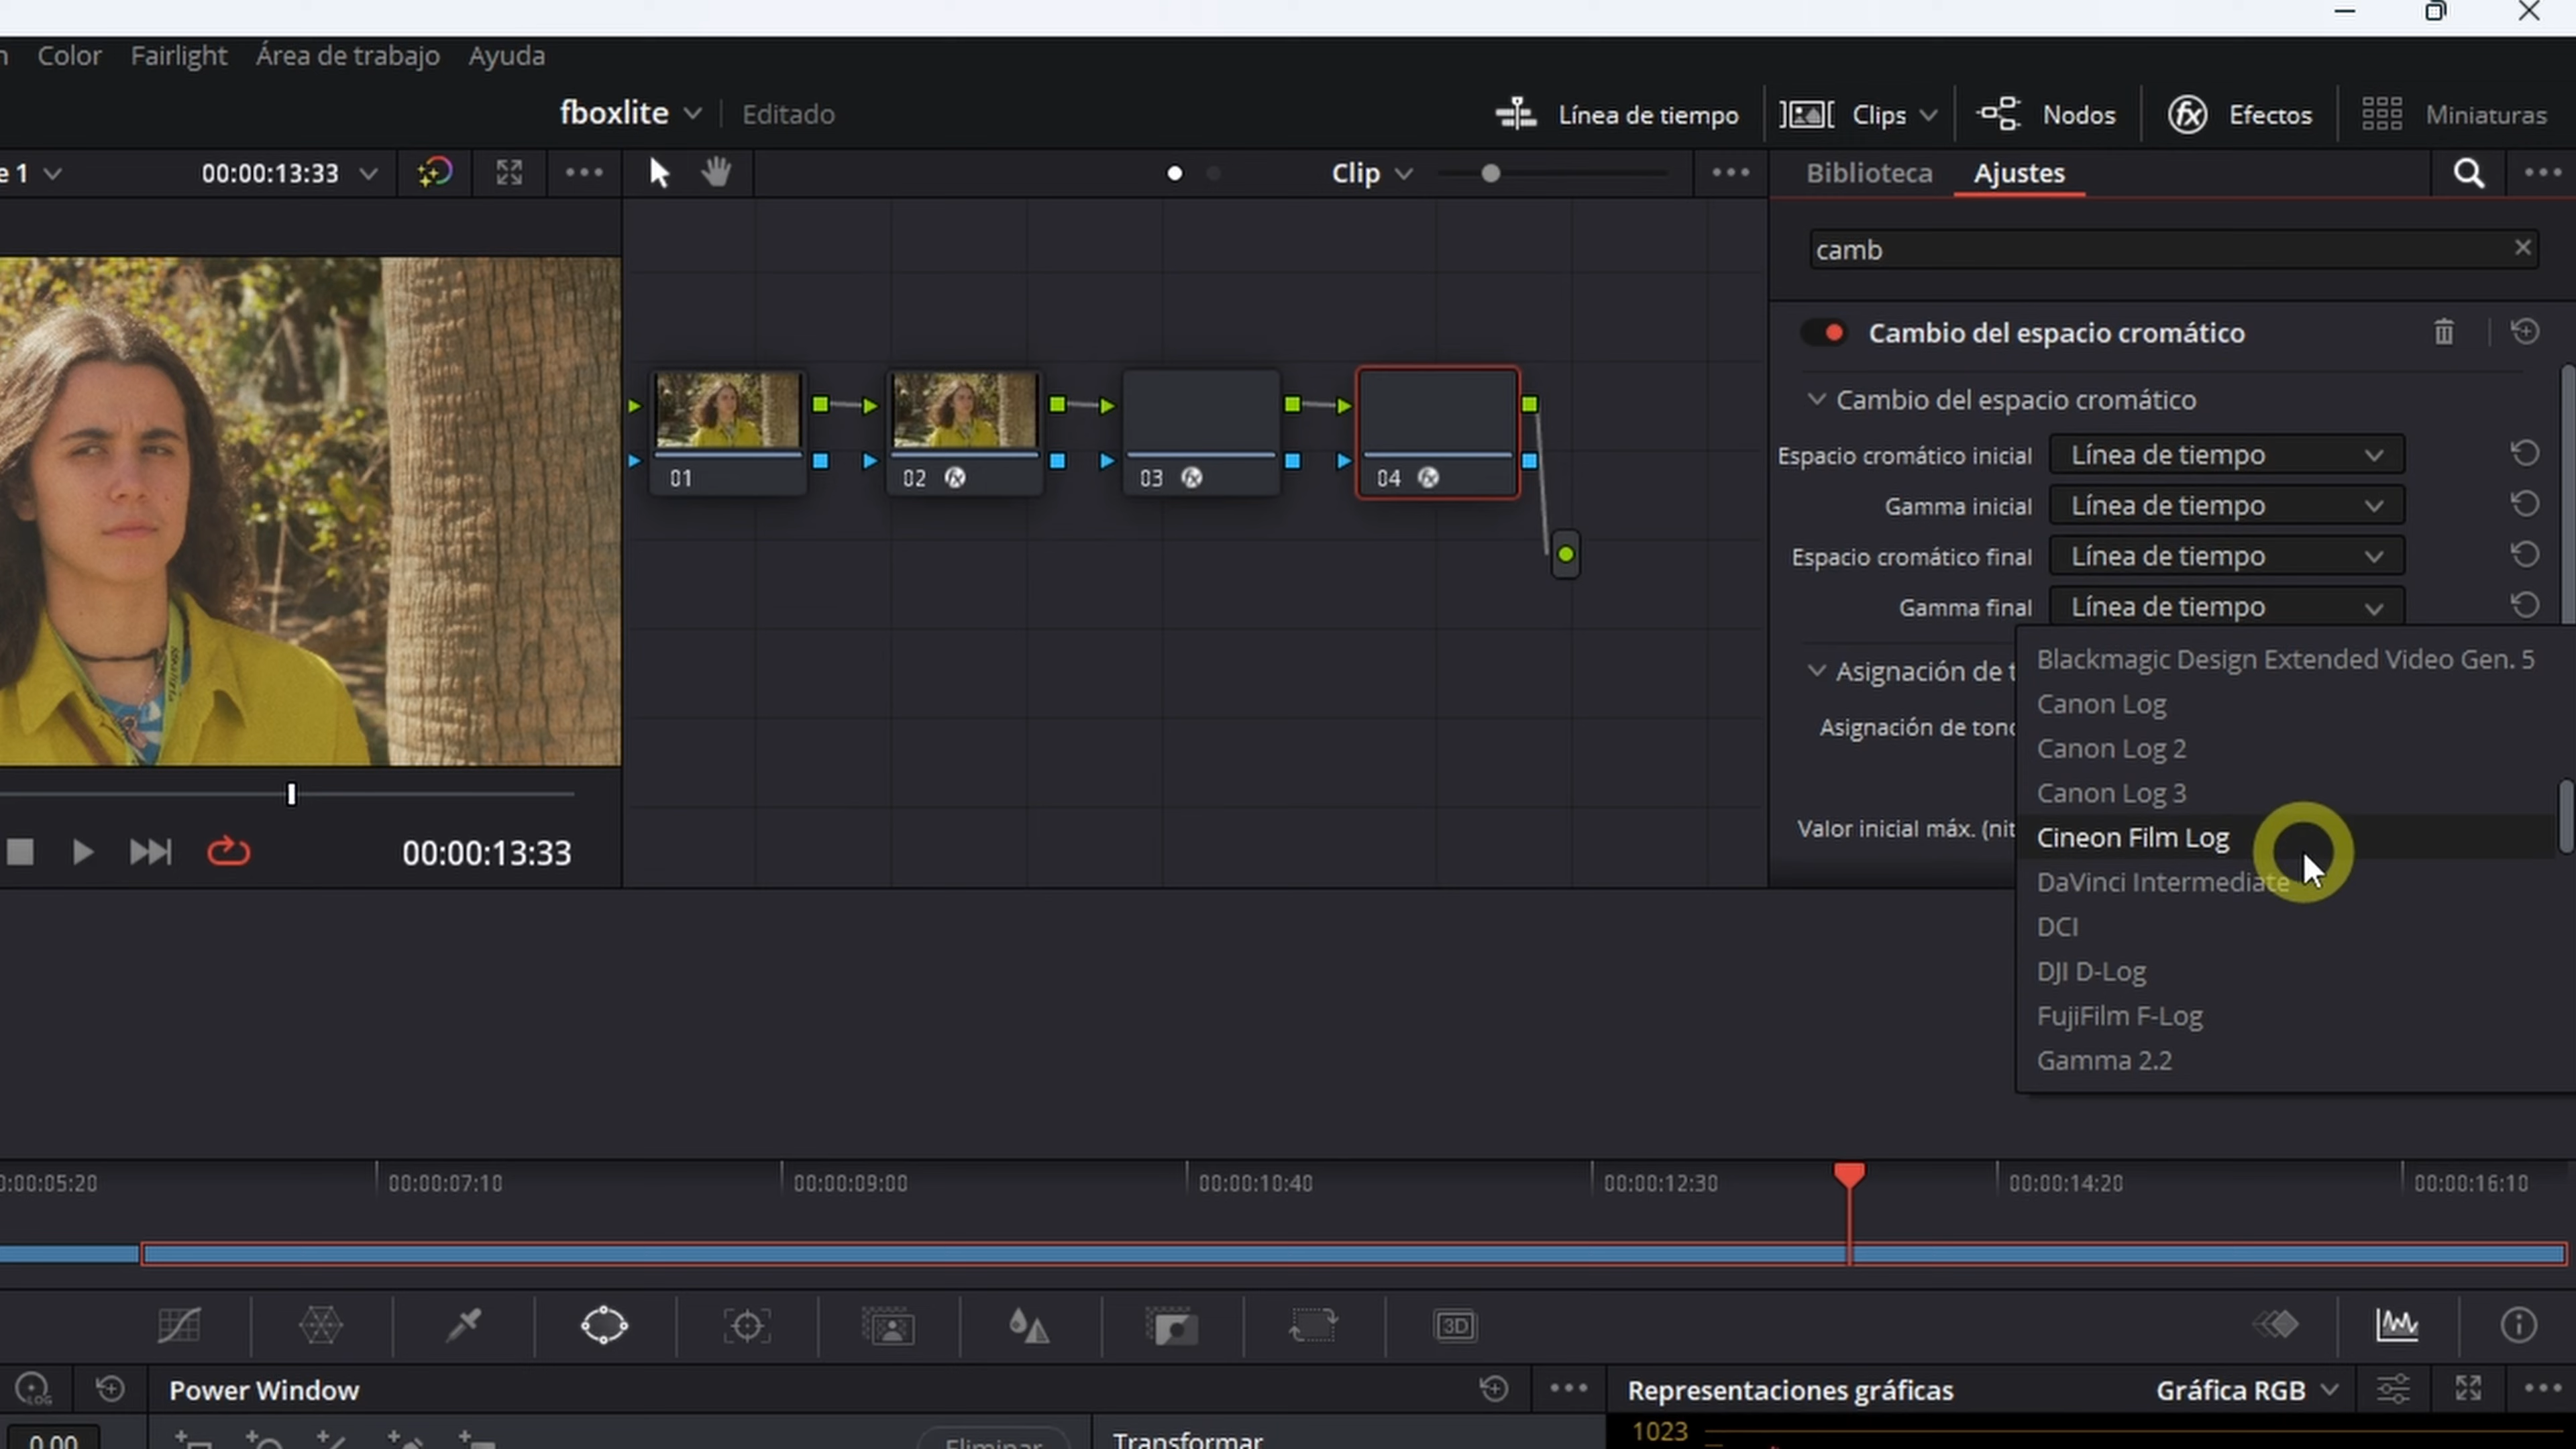 Color Fairlight Área de trabajo Ayuda
fboxlite Editado
Línea de tiempo Clips Nodos Efectos Miniaturas
e 1 00:00:13:33 Clip Biblioteca Ajustes
camb
Cambio del espacio cromático
Cambio del espacio cromático
Espacio cromático inicial Línea de tiempo
Gamma inicial Línea de tiempo
Espacio cromático final Línea de tiempo
Gamma final Línea de tiempo
01 02 03 04
Asignación de t
Asignación de tono
Valor inicial máx. (nit
Blackmagic Design Extended Video Gen. 5
Canon Log
Canon Log 2
Canon Log 3
Cineon Film Log
DaVinci Intermediate
DCI
DJI D-Log
FujiFilm F-Log
Gamma 2.2
00:00:13:33
0:00:05:20 00:00:07:10 00:00:09:00 00:00:10:40 00:00:12:30 00:00:14:20 00:00:16:10
3D
LOG
Power Window
Representaciones gráficas Gráfica RGB
0.00
Eliminar
Transformar
1023